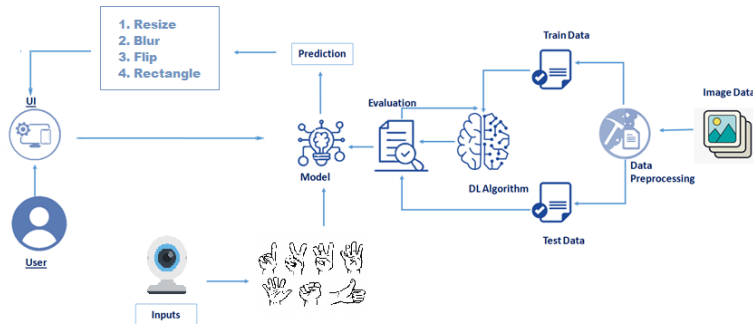 1. Resize
2. Blur
3. Flip
4. Rectangle
Prediction
Train Data
Image Data
UI
Evaluation
Model
DL Algorithm
Data
Preprocessing
User
Test Data
Inputs